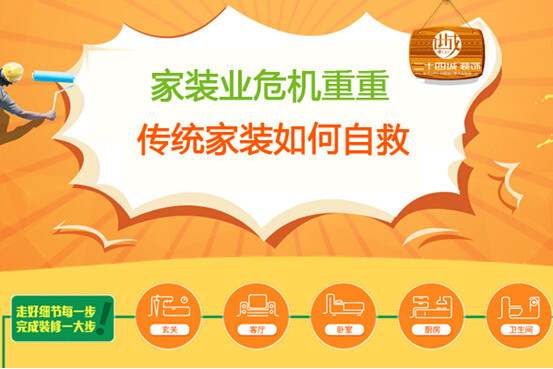 二十四城 装饰
家装业危机重重
传统家装如何自救
走好细节每一步
完成装修一大步
玄关
客厅
卧室
厨房
卫生间